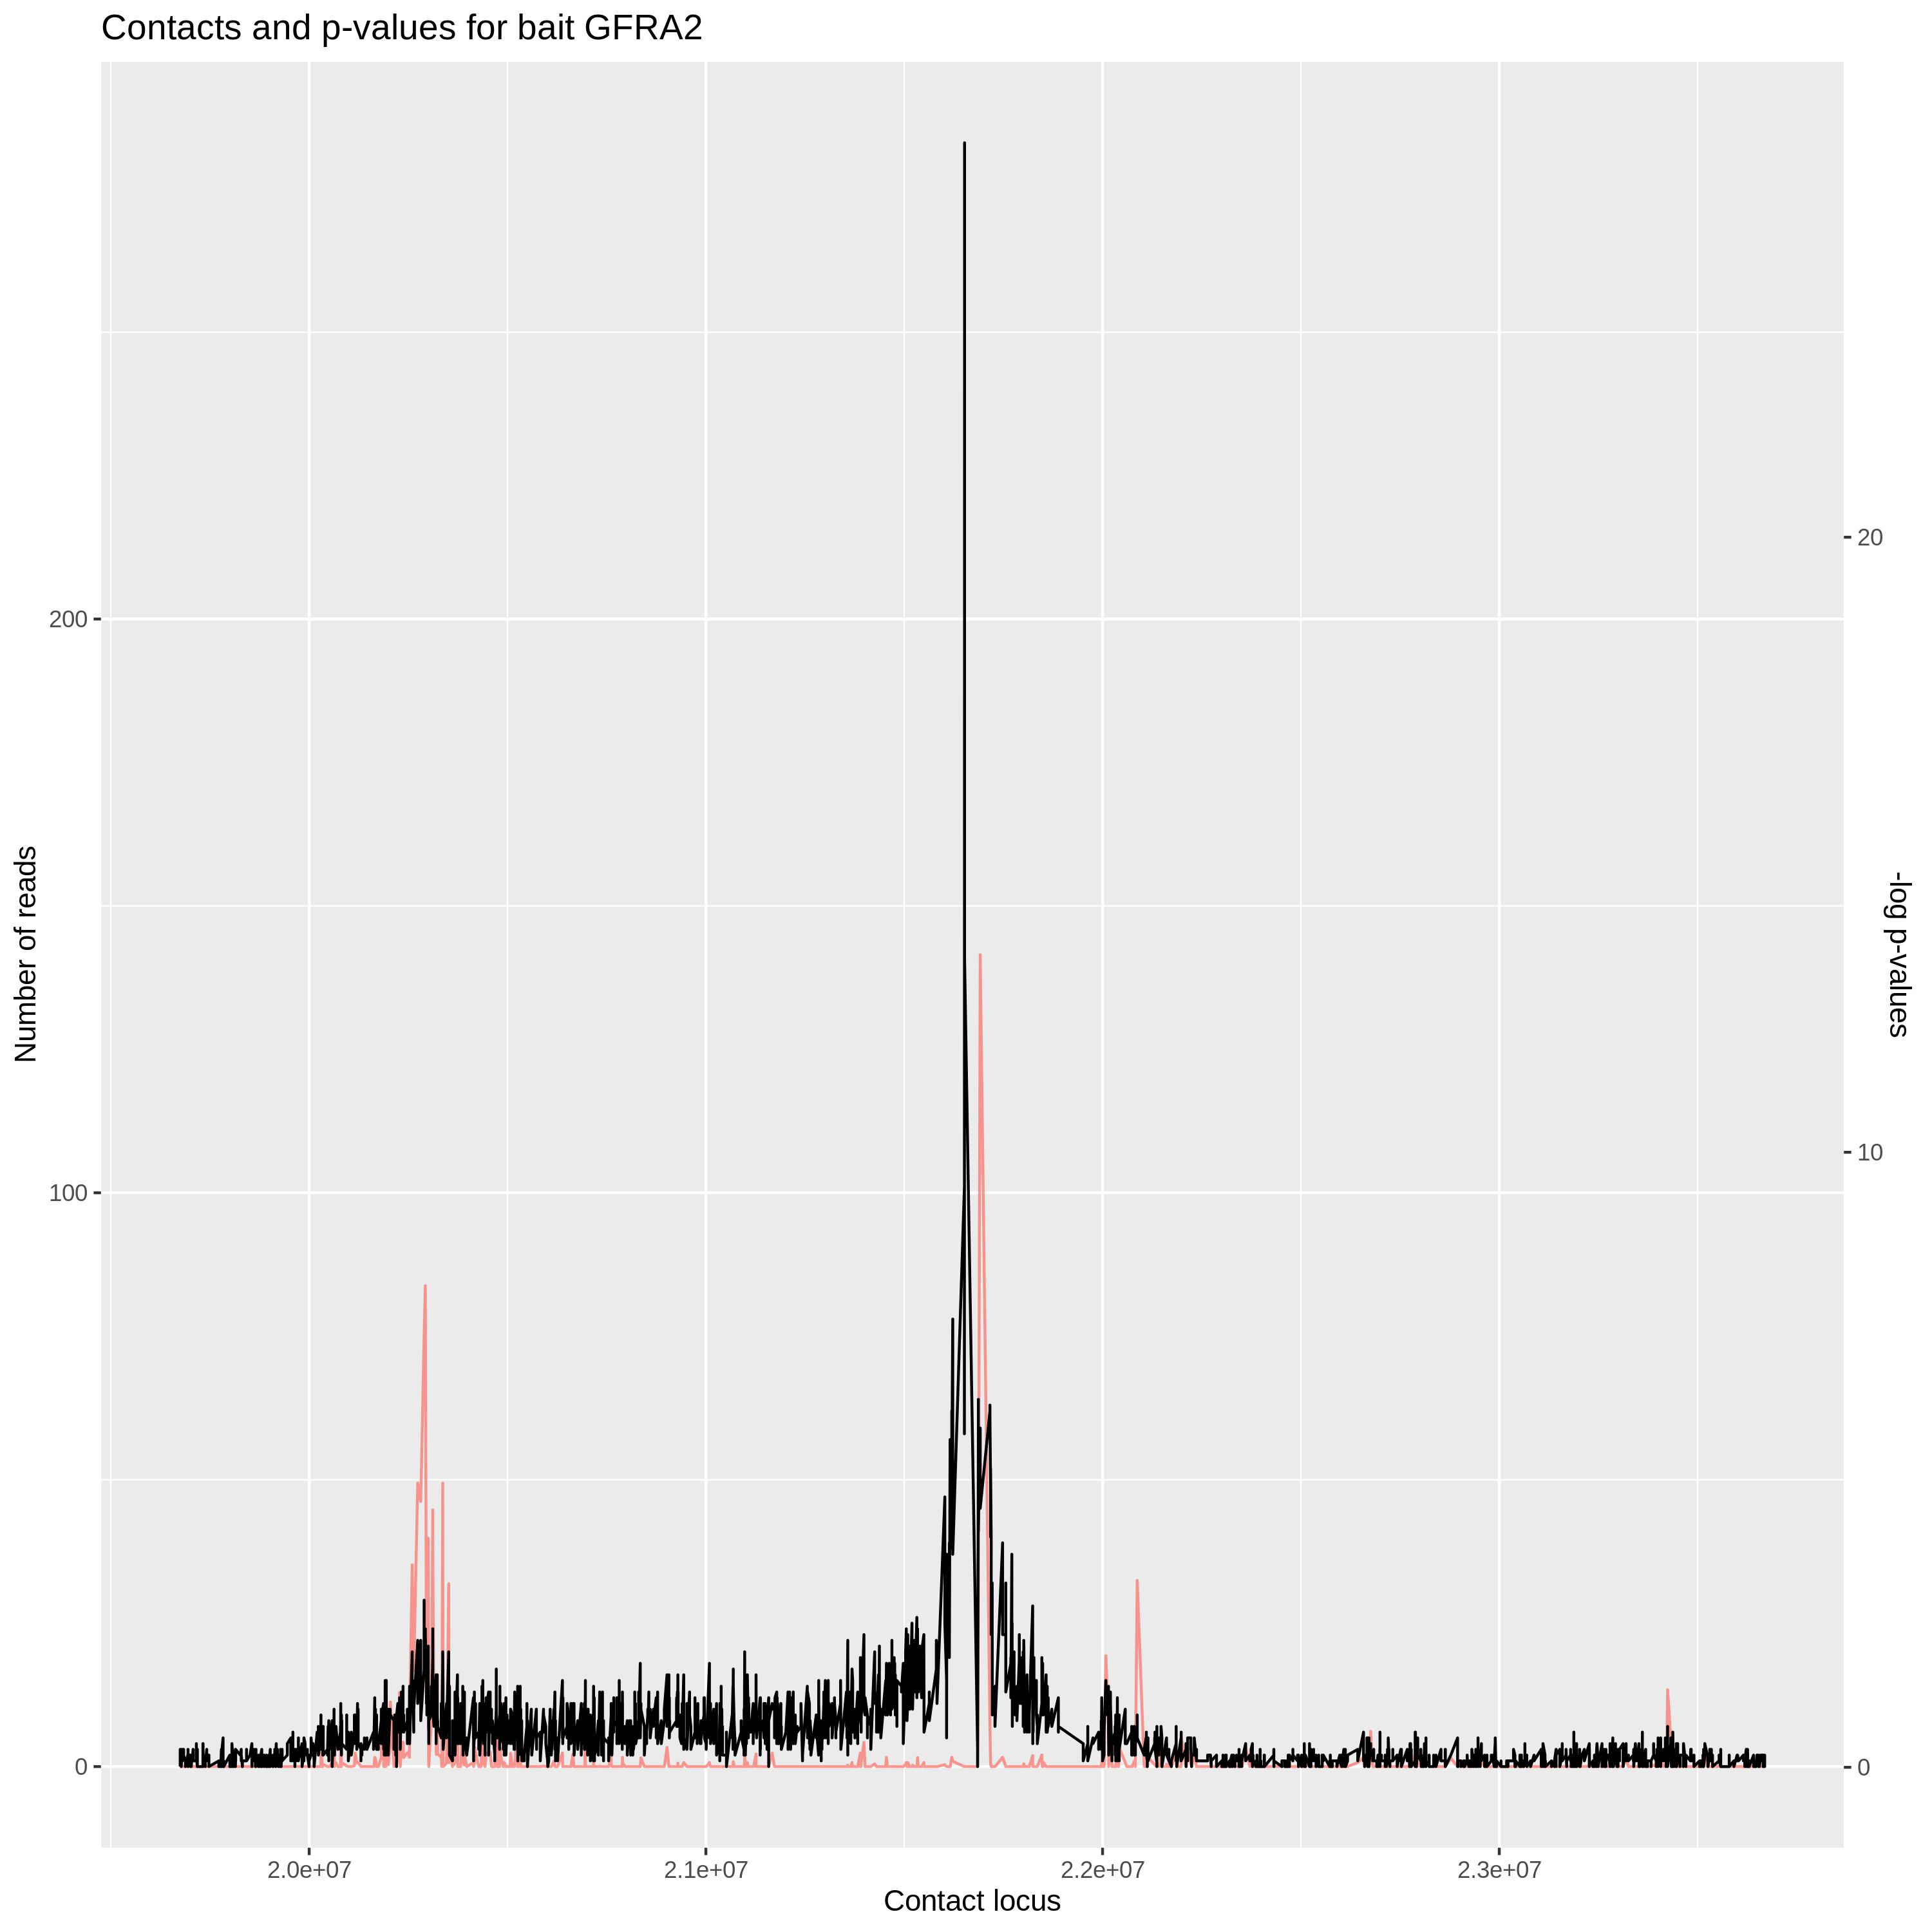 Contacts and p-values for bait GFRA2
Number of reads
200
100
0
20
10
0
-log p-values
2.0e+07
2.1e+07
2.2e+07
2.3e+07
Contact locus